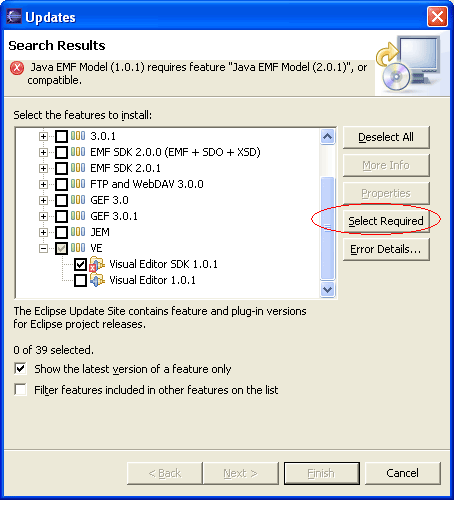 Updates
Search Results
Java EMF Model (1.0.1) requires feature "Java EMF Model (2.0.1)", or
compatible.
Select the features to install:
3.0.1
EMF SDK 2.0.0 (EMF + SDO + XSD)
EMF SDK 2.0.1
FTP and WebDAV 3.0.0
GEF 3.0
GEF 3.0.1
JEM
VE
Visual Editor SDK 1.0.1
Visual Editor 1.0.1
Deselect All
More Info
Properties
Select Required
Error Details...
The Eclipse Update Site contains feature and plug-in versions
for Eclipse project releases.
0 of 39 selected.
Show the latest version of a feature only
Filter features included in other features on the list
< Back
Next >
Finish
Cancel